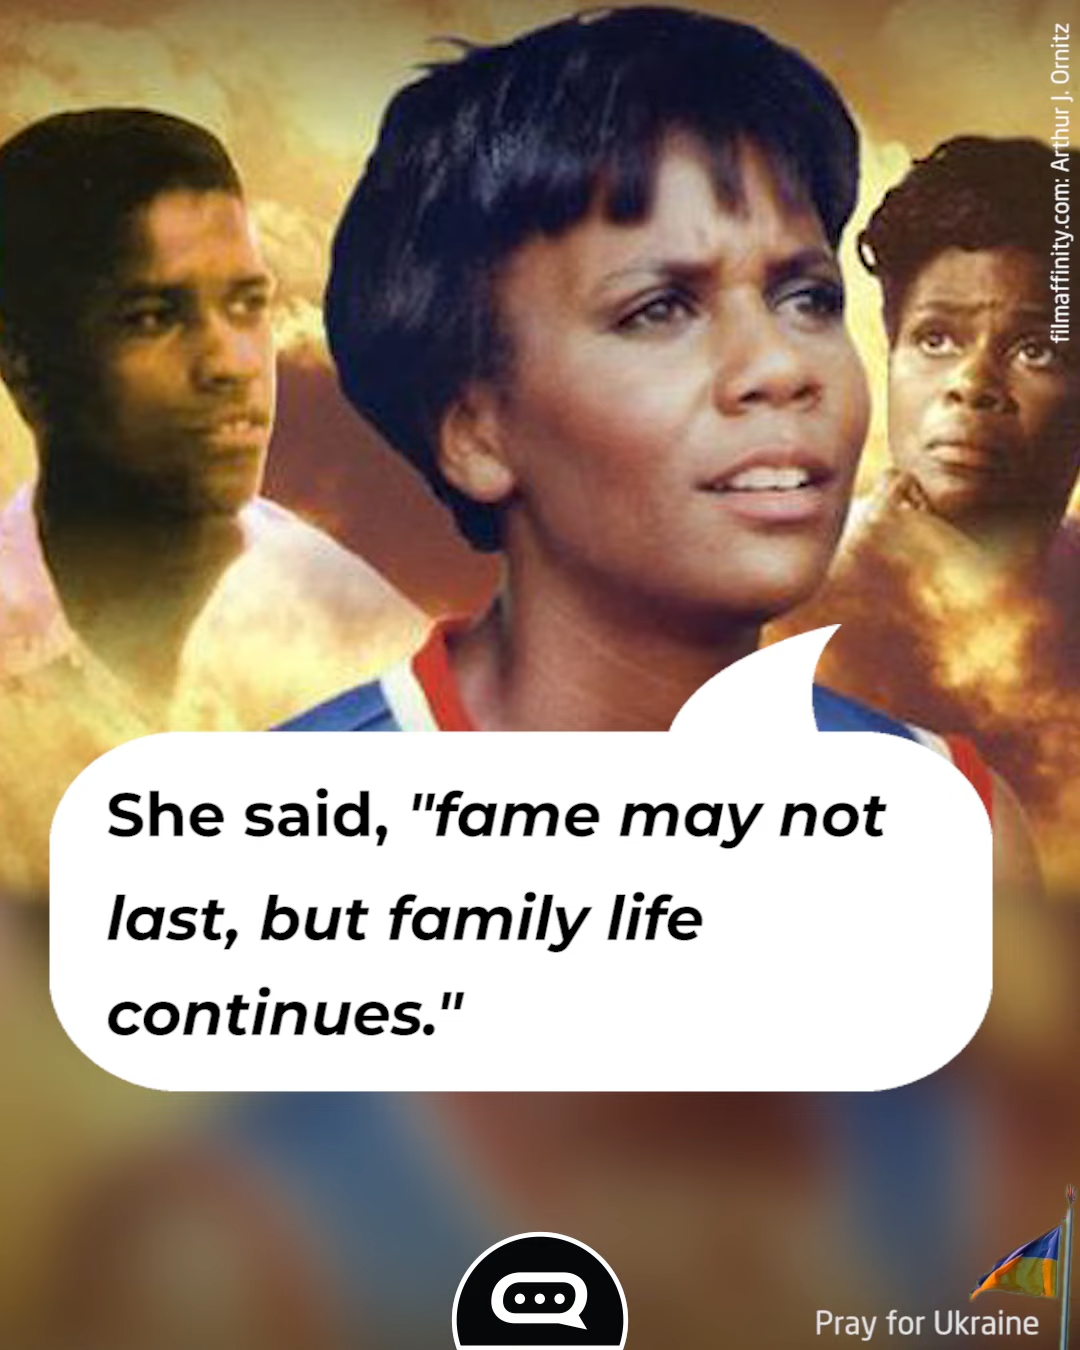 filmaffinity.com: Arthur J. Ornitz
She said, "fame may not
last, but family life
continues."
Pray for Ukraine